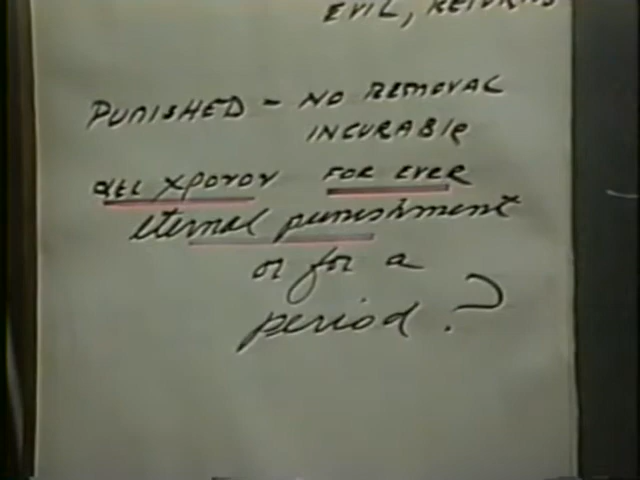 EVIL, RETURNS
PUNISHED - NO REMOVAL
INCURABLE
αει χρονον FOR EVER
eternal punishment
or for a
period ?